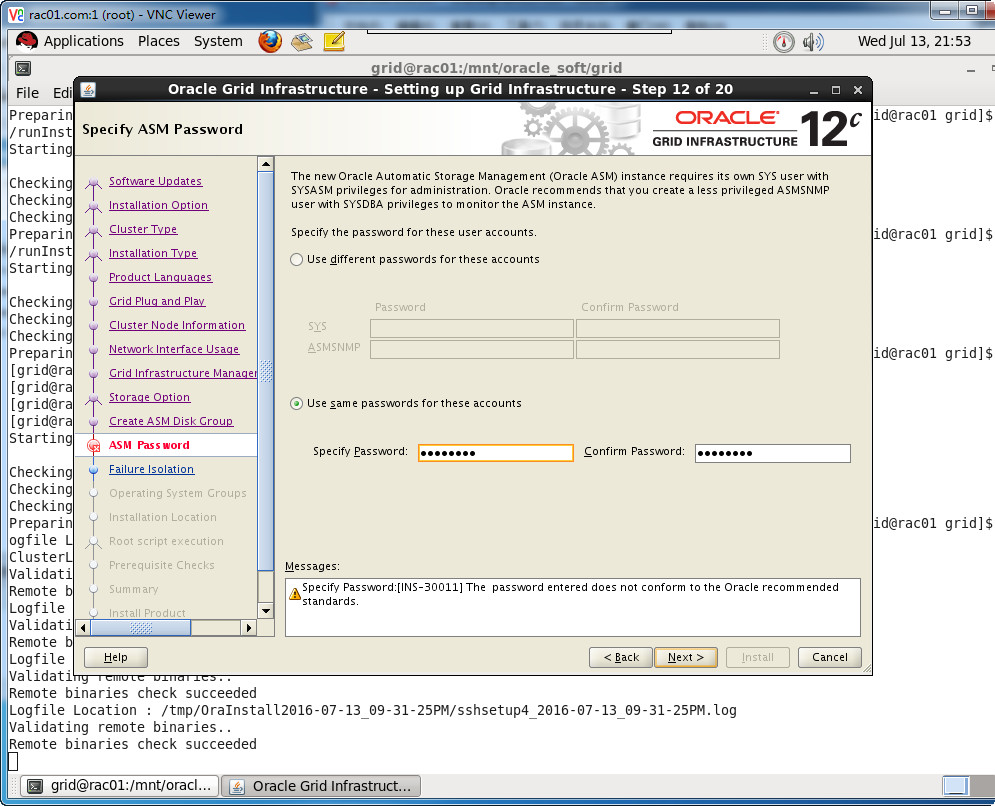 rac01.com:1 (root) - VNC Viewer
Applications Places System Wed Jul 13, 21:53
grid@rac01:/mnt/oracle_soft/grid
File Edi
Oracle Grid Infrastructure - Setting up Grid Infrastructure - Step 12 of 20
Specify ASM Password
ORACLE
GRID INFRASTRUCTURE 12c
Software Updates
Installation Option
Cluster Type
Installation Type
Product Languages
Grid Plug and Play
Cluster Node Information
Network Interface Usage
Grid Infrastructure Manager
Storage Option
Create ASM Disk Group
ASM Password
Failure Isolation
Operating System Groups
Installation Location
Root script execution
Prerequisite Checks
Summary
Install Product
The new Oracle Automatic Storage Management (Oracle ASM) instance requires its own SYS user with
SYSASM privileges for administration. Oracle recommends that you create a less privileged ASMSNMP
user with SYSDBA privileges to monitor the ASM instance.
Specify the password for these user accounts.
Use different passwords for these accounts
Password Confirm Password
SYS
ASMSNMP
Use same passwords for these accounts
Specify Password: ●●●●●●●● Confirm Password: ●●●●●●●●
Messages:
Specify Password:[INS-30011] The password entered does not conform to the Oracle recommended
standards.
Help < Back Next > Install Cancel
Preparin id@rac01 grid]$
/runInst
Starting
Checking
Checking
Checking
Preparin id@rac01 grid]$
/runInst
Starting
Checking
Checking
Checking
Preparin id@rac01 grid]$
[grid@ra
[grid@ra
[grid@ra
[grid@ra
Starting
Checking
Checking
Checking
Preparin id@rac01 grid]$
ogfile L
ClusterL
Validati
Remote b
Logfile
Validati
Remote b
Logfile
Validating remote binaries..
Remote binaries check succeeded
Logfile Location : /tmp/OraInstall2016-07-13_09-31-25PM/sshsetup4_2016-07-13_09-31-25PM.log
Validating remote binaries..
Remote binaries check succeeded
grid@rac01:/mnt/oracl... Oracle Grid Infrastruct...